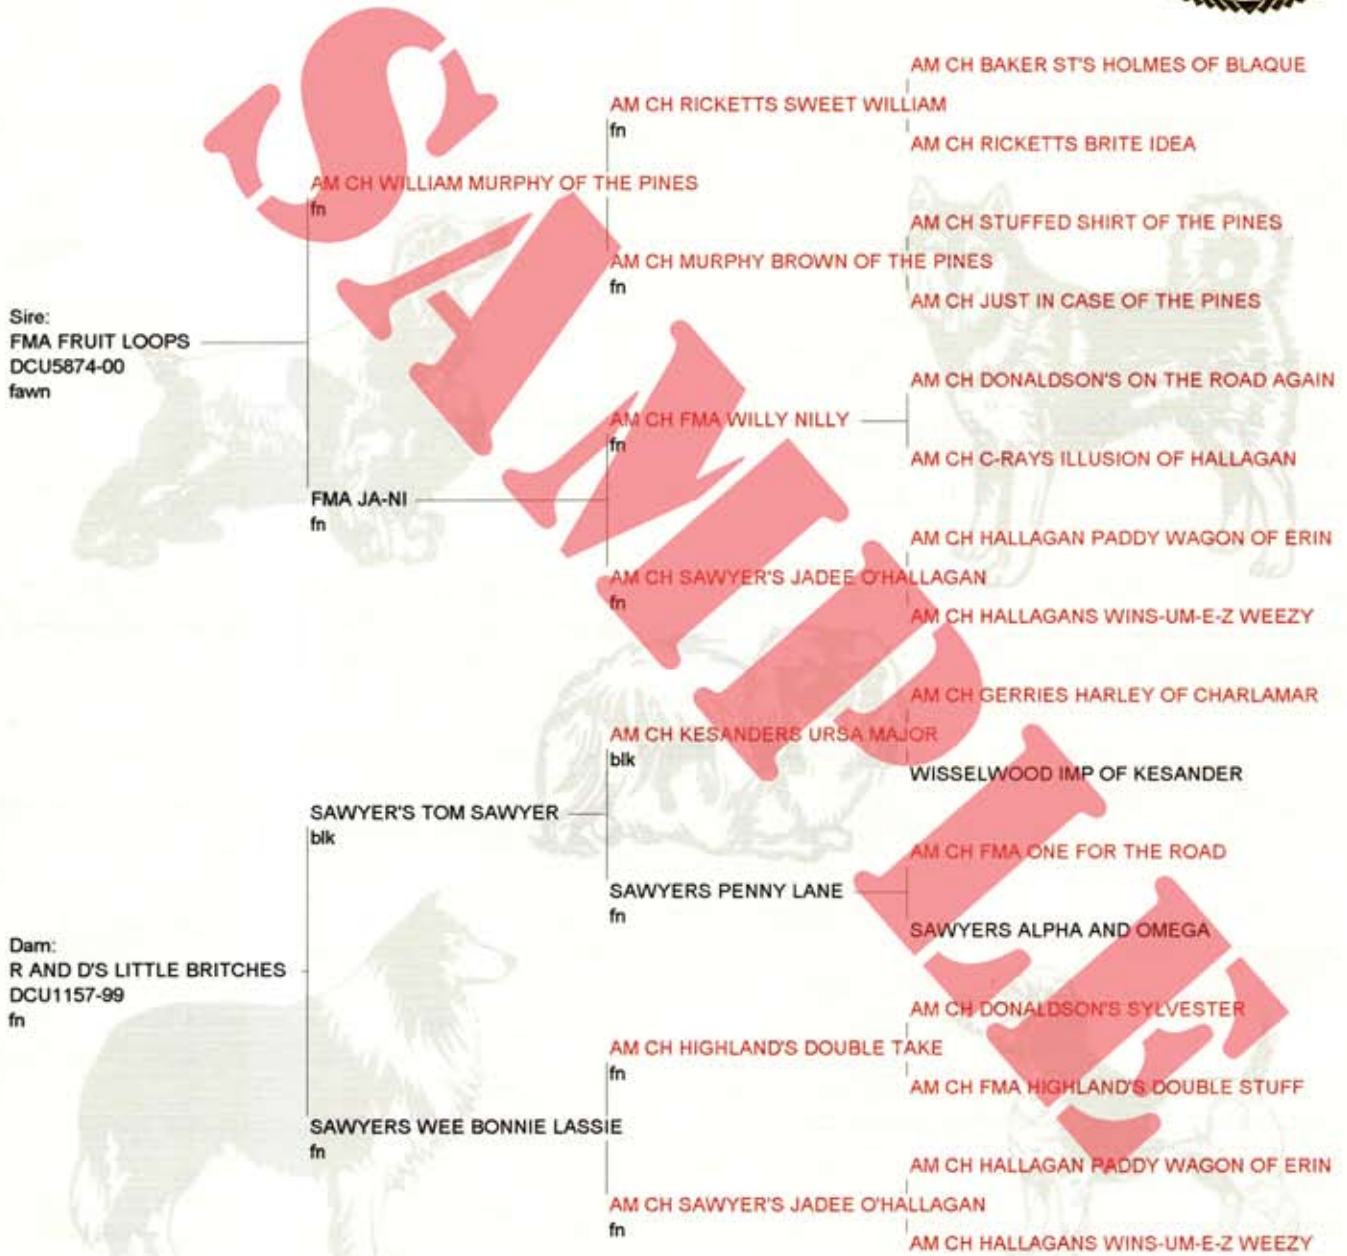 AM CH BAKER ST'S HOLMES OF BLAQUE
AM CH RICKETTS SWEET WILLIAM
fn
AM CH RICKETTS BRITE IDEA
AM CH WILLIAM MURPHY OF THE PINES
fn
AM CH STUFFED SHIRT OF THE PINES
AM CH MURPHY BROWN OF THE PINES
fn
AM CH JUST IN CASE OF THE PINES
Sire:
FMA FRUIT LOOPS
DCU5874-00
fawn
AM CH DONALDSON'S ON THE ROAD AGAIN
AM CH FMA WILLY NILLY
fn
AM CH C-RAYS ILLUSION OF HALLAGAN
FMA JA-NI
fn
AM CH HALLAGAN PADDY WAGON OF ERIN
AM CH SAWYER'S JADEE O'HALLAGAN
fn
AM CH HALLAGANS WINS-UM-E-Z WEEZY
AM CH GERRIES HARLEY OF CHARLAMAR
AM CH KESANDERS URSA MAJOR
blk
WISSELWOOD IMP OF KESANDER
SAWYER'S TOM SAWYER
blk
AM CH FMA ONE FOR THE ROAD
SAWYERS PENNY LANE
fn
SAWYERS ALPHA AND OMEGA
Dam:
R AND D'S LITTLE BRITCHES
DCU1157-99
fn
AM CH DONALDSON'S SYLVESTER
AM CH HIGHLAND'S DOUBLE TAKE
fn
AM CH FMA HIGHLAND'S DOUBLE STUFF
SAWYERS WEE BONNIE LASSIE
fn
AM CH HALLAGAN PADDY WAGON OF ERIN
AM CH SAWYER'S JADEE O'HALLAGAN
fn
AM CH HALLAGANS WINS-UM-E-Z WEEZY
SAMPLE